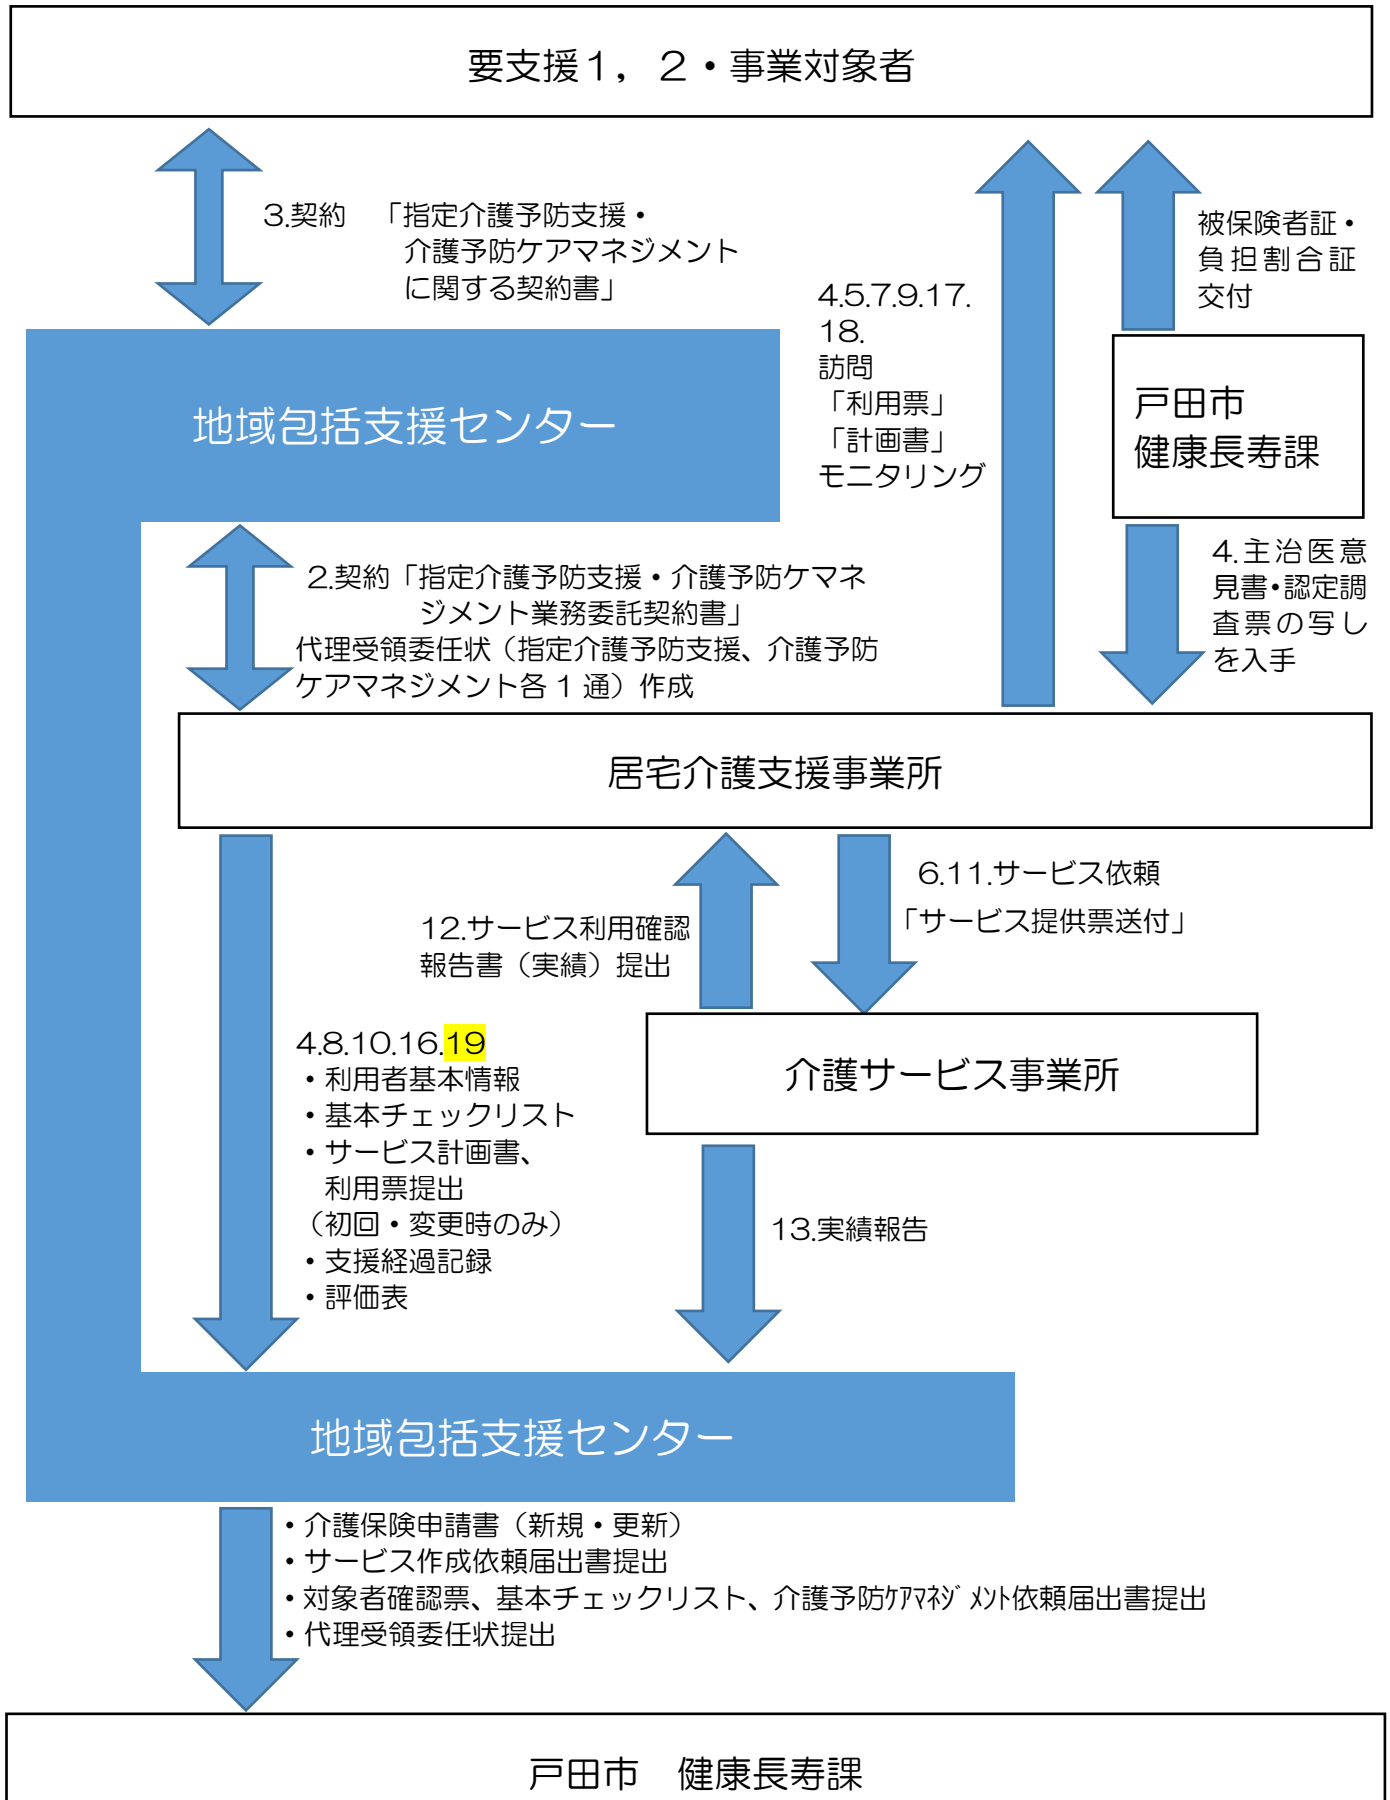 要支援１，２・事業対象者
3.契約　「指定介護予防支援・
介護予防ケアマネジメント
に関する契約書」
4.5.7.9.17.
18.
訪問
「利用票」
「計画書」
モニタリング
被保険者証・
負担割合証
交付
地域包括支援センター
戸田市
健康長寿課
2.契約「指定介護予防支援・介護予防ケマネ
ジメント業務委託契約書」
代理受領委任状（指定介護予防支援、介護予防
ケアマネジメント各１通）作成
4.主治医意
見書・認定調
査票の写し
を入手
居宅介護支援事業所
12.サービス利用確認
報告書（実績）提出
6.11.サービス依頼
「サービス提供票送付」
4.8.10.16.19
・利用者基本情報
・基本チェックリスト
・サービス計画書、
利用票提出
（初回・変更時のみ）
・支援経過記録
・評価表
介護サービス事業所
13.実績報告
地域包括支援センター
・介護保険申請書（新規・更新）
・サービス作成依頼届出書提出
・対象者確認票、基本チェックリスト、介護予防ｹｱﾏﾈｼﾞﾒﾝﾄ依頼届出書提出
・代理受領委任状提出
戸田市　健康長寿課